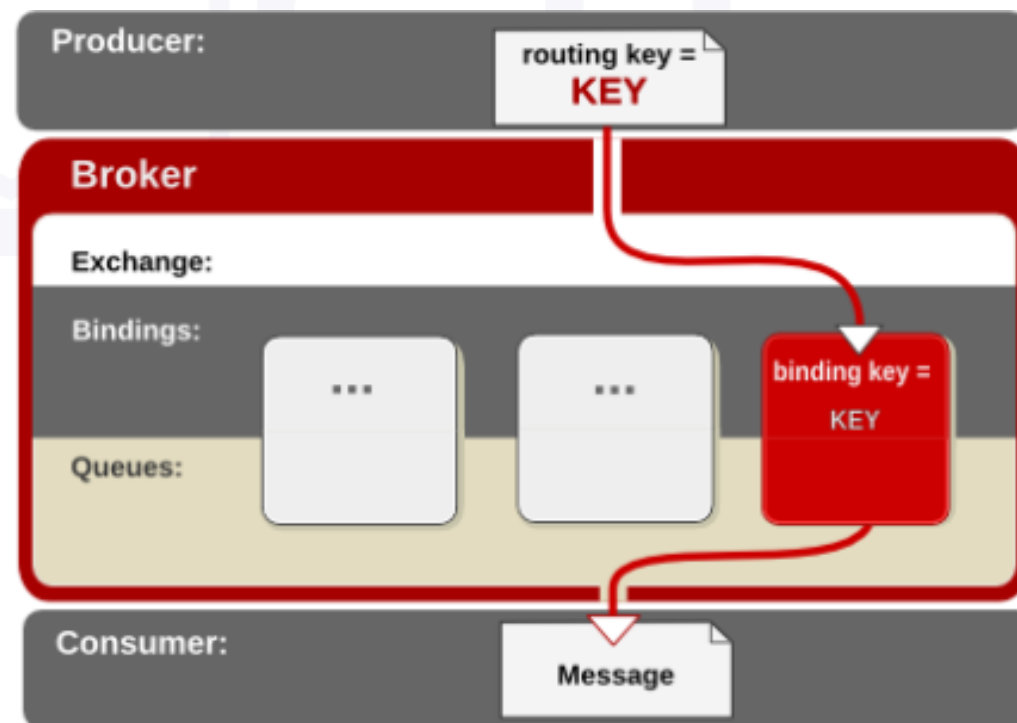 Producer:
routing key =
KEY
Broker
Exchange:
Bindings:
...
...
binding key =
KEY
Queues:
Consumer:
Message